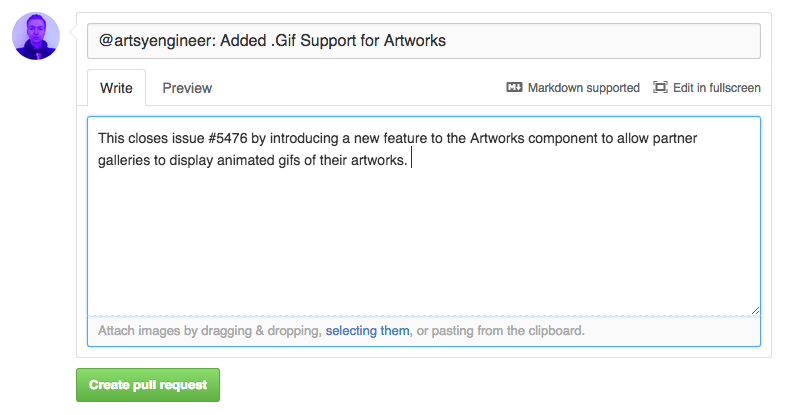 @artsyengineer: Added .Gif Support for Artworks
Write Preview Markdown supported Edit in fullscreen
This closes issue #5476 by introducing a new feature to the Artworks component to allow partner
galleries to display animated gifs of their artworks.
Attach images by dragging & dropping, selecting them, or pasting from the clipboard.
Create pull request